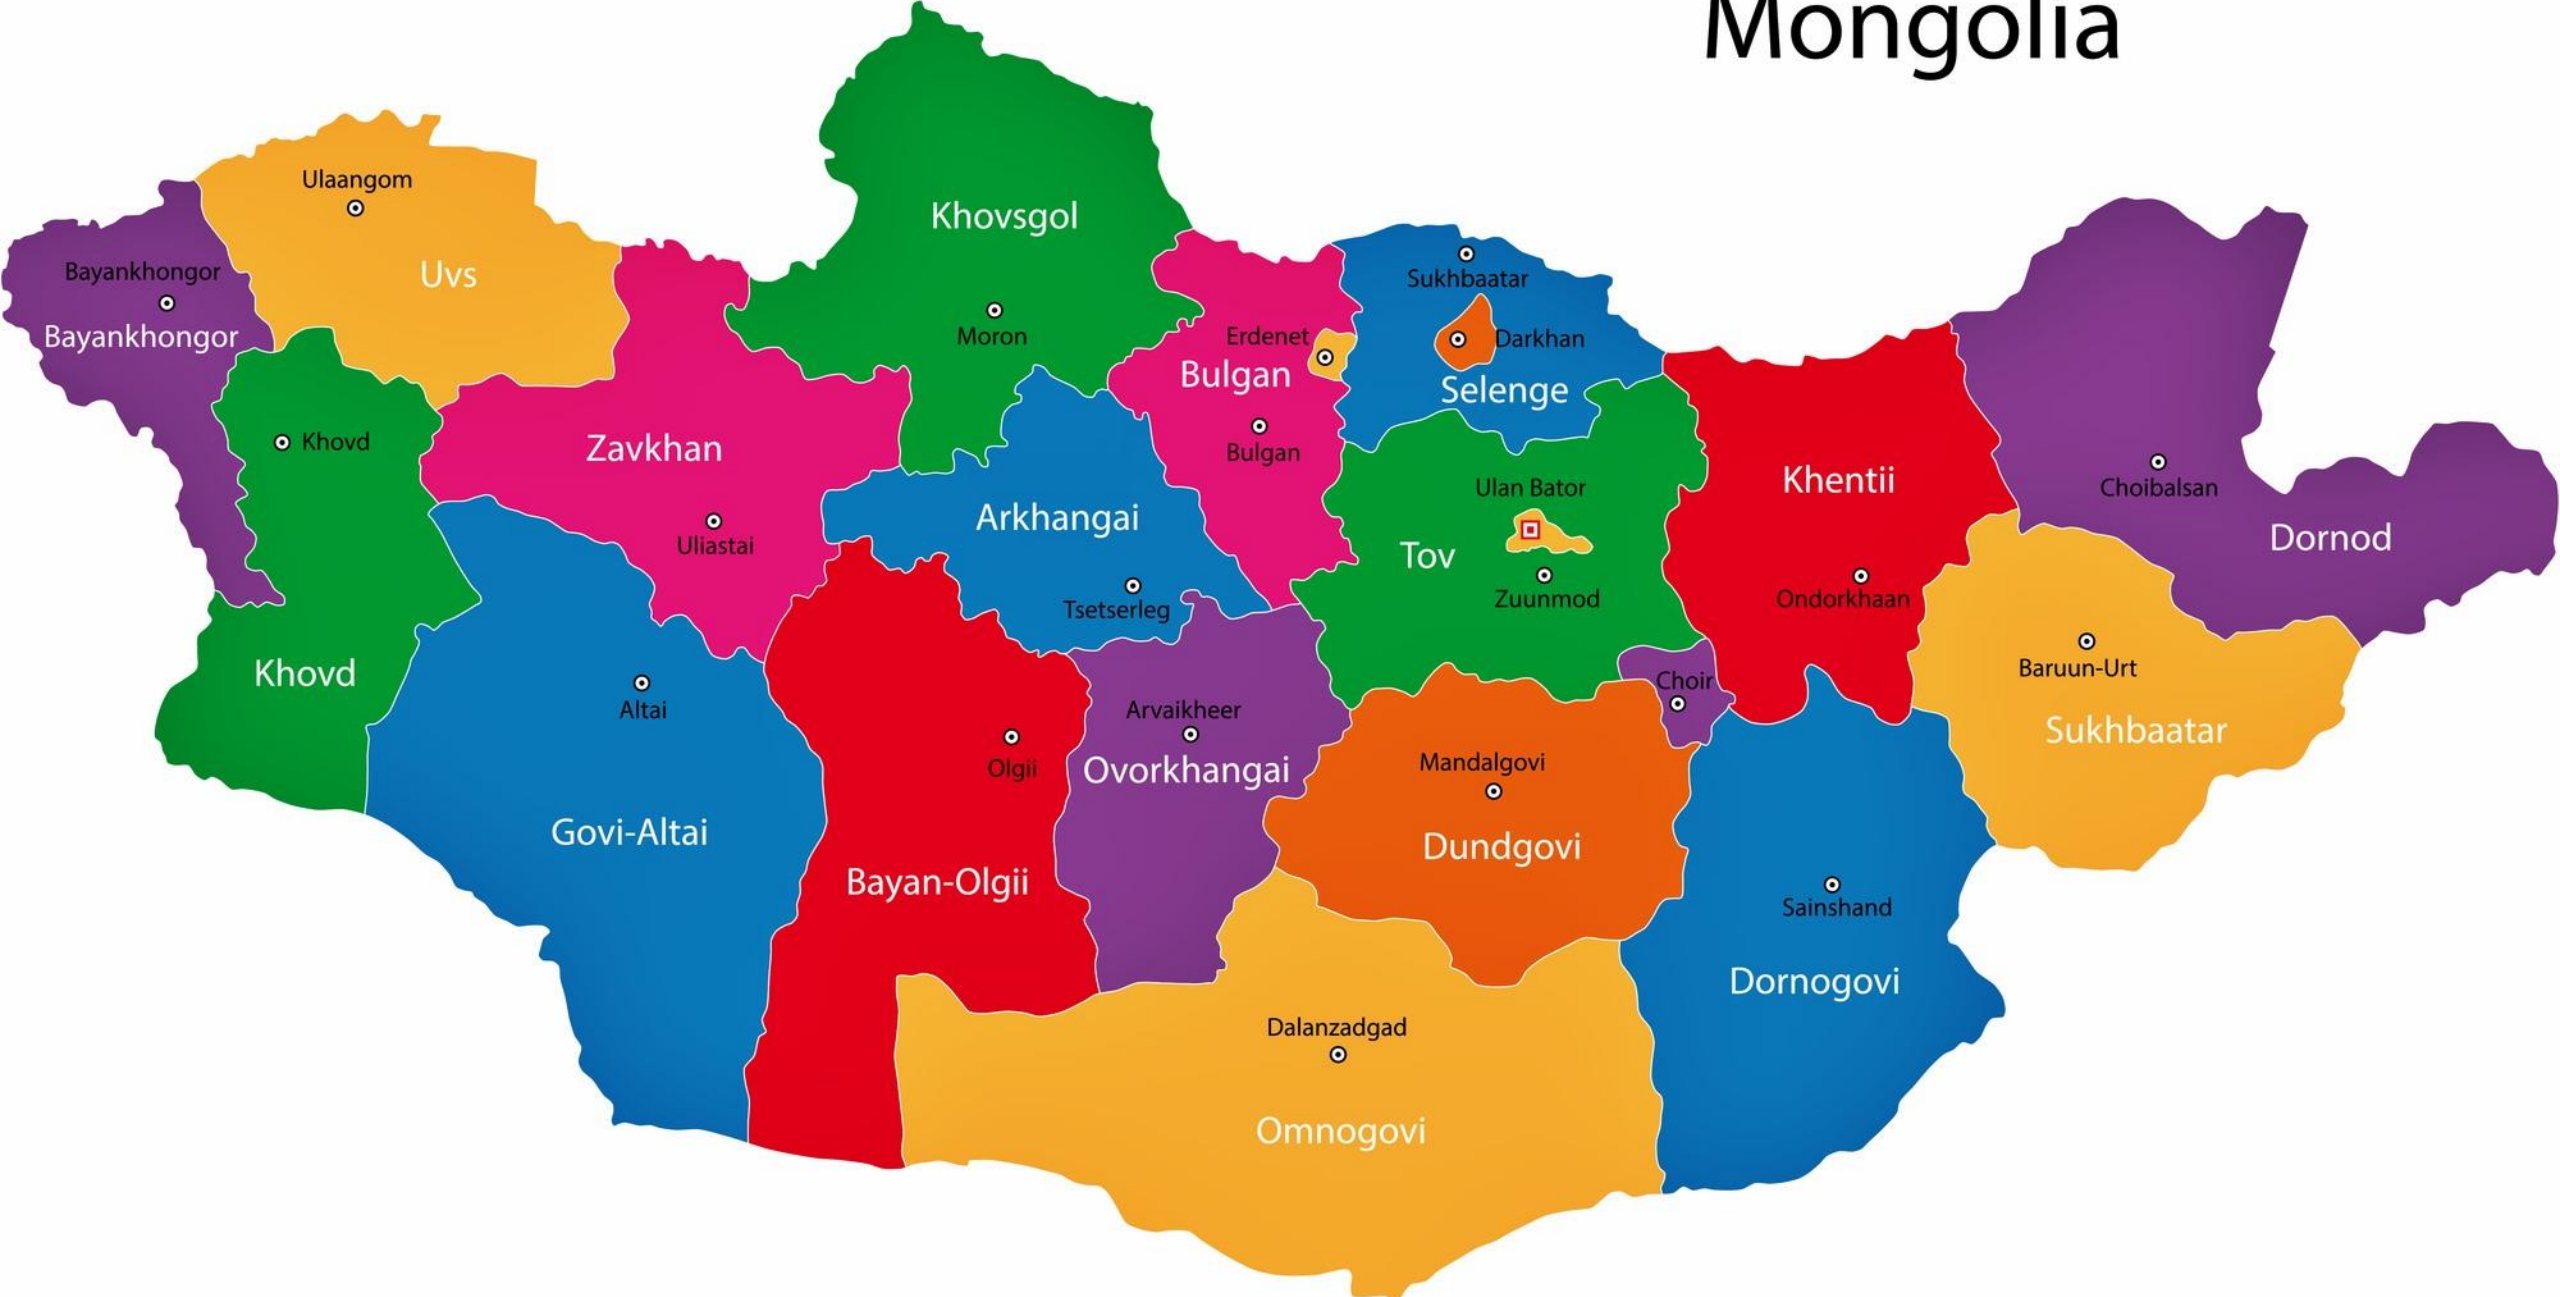 Mongolia
Ulaangom
Uvs
Bayankhongor
Bayankhongor
Khovsgol
Moron
Sukhbaatar
Erdenet
Darkhan
Bulgan
Selenge
Khovd
Zavkhan
Bulgan
Khentii
Choibalsan
Ulan Bator
Arkhangai
Uliastai
Tov
Dornod
Tsetserleg
Zuunmod
Ondorkhaan
Khovd
Altai
Choir
Baruun-Urt
Arvaikheer
Sukhbaatar
Olgii
Ovorkhangai
Mandalgovi
Govi-Altai
Dundgovi
Bayan-Olgii
Sainshand
Dornogovi
Dalanzadgad
Omnogovi